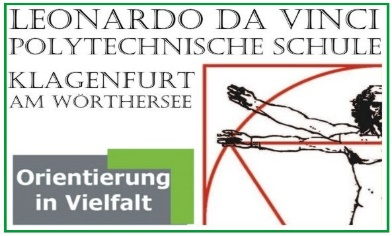 LEONARDO DA VINCI
POLYTECHNISCHE SCHULE
KLAGENFURT
AM WÖRTHERSEE
Orientierung
in Vielfalt